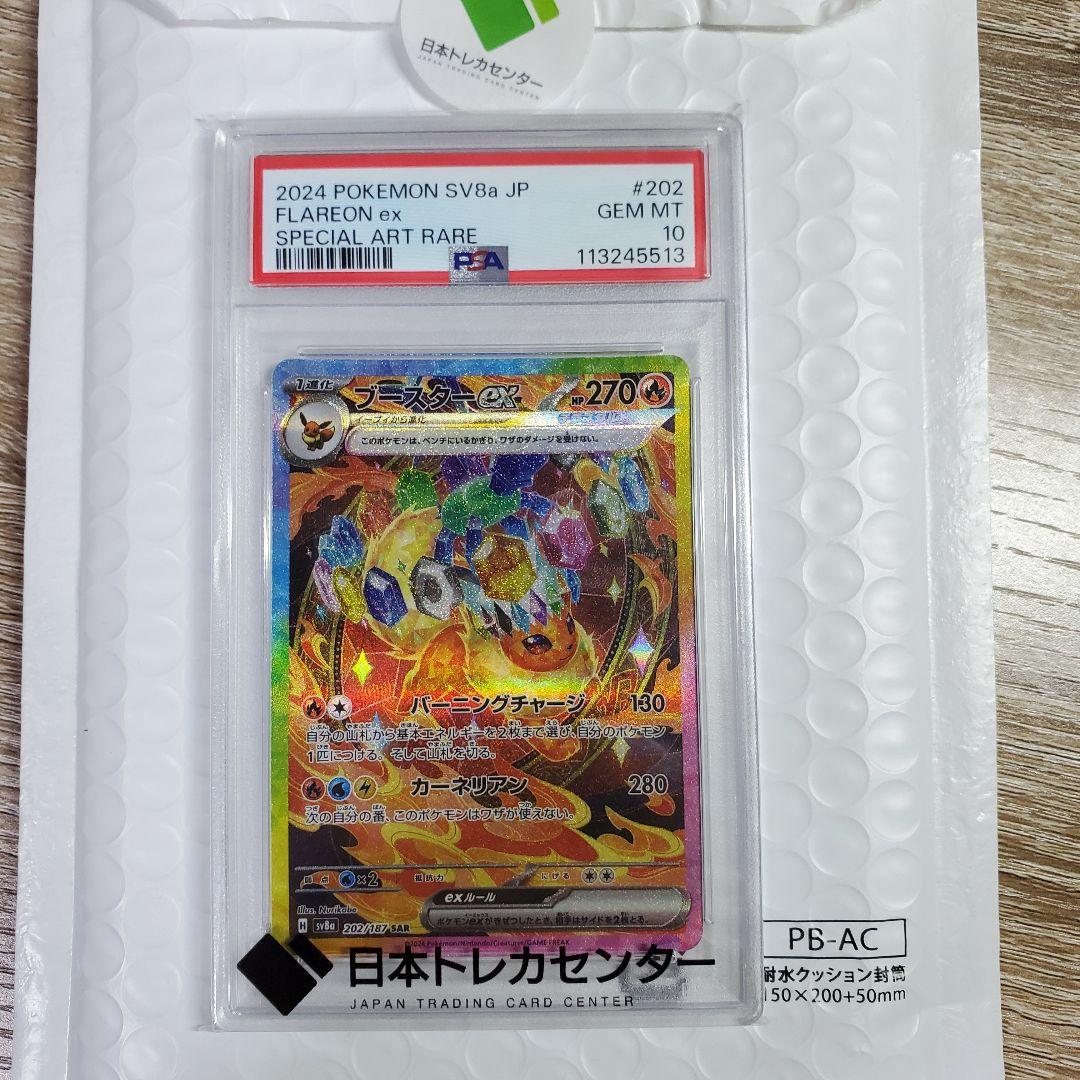 日本トレカセンター
JAPAN TRADING CARD CENTER
2024 POKEMON SV8a JP #202
FLAREON ex GEM MT
SPECIAL ART RARE 10
PSA 113245513
1進化 ブースターex HP270
イーブイから進化
このポケモンは、ベンチにいるかぎり、ワザのダメージを受けない。
バーニングチャージ 130
自分の山札から基本エネルギーを2枚まで選び、自分のポケモン
1匹につける。そして山札を切る。
カーネリアン 280
次の自分の番、このポケモンはワザが使えない。
弱点 ×2 抵抗力 にげる
exルール
ポケモンexがきぜつしたとき、相手はサイドを2枚とる。
Illus. Nurikabe
H sv8a 202/187 SAR
©2024 Pokémon/Nintendo/Creatures/GAME FREAK
日本トレカセンター
JAPAN TRADING CARD CENTER
PB-AC
耐水クッション封筒
150×200+50mm